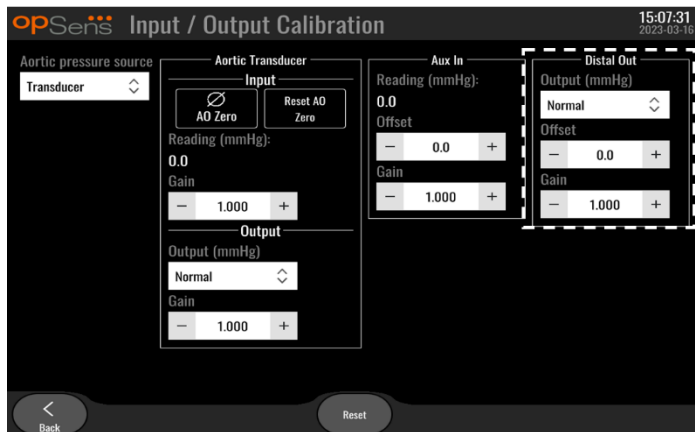 opSens Input / Output Calibration
15:07:31
2023-03-16
Aortic pressure source
Transducer
Aortic Transducer
Input
AO Zero
Reset AO
Zero
Reading (mmHg):
0.0
Gain
− 1.000 +
Output
Output (mmHg)
Normal
Gain
− 1.000 +
Aux In
Reading (mmHg):
0.0
Offset
− 0.0 +
Gain
− 1.000 +
Distal Out
Output (mmHg)
Normal
Offset
− 0.0 +
Gain
− 1.000 +
Back
Reset